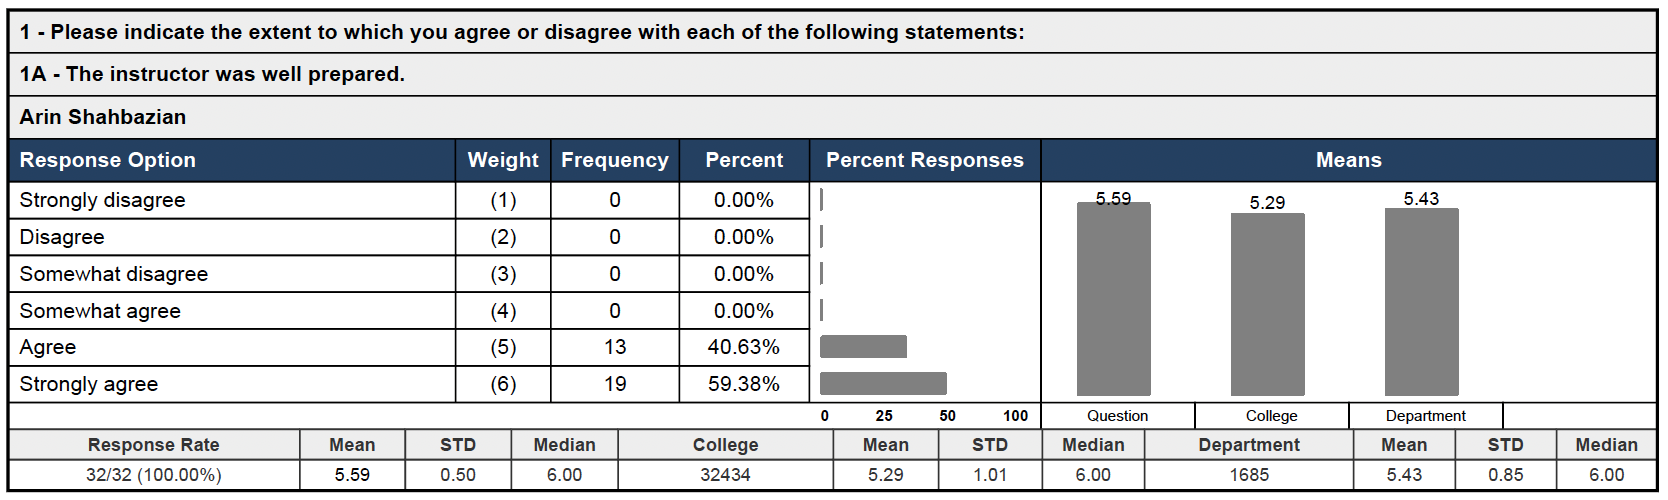 1 - Please indicate the extent to which you agree or disagree with each of the following statements:
1A - The instructor was well prepared.
Arin Shahbazian
Response Option Weight Frequency Percent Percent Responses Means
Strongly disagree (1) 0 0.00%
Disagree (2) 0 0.00%
Somewhat disagree (3) 0 0.00%
Somewhat agree (4) 0 0.00%
Agree (5) 13 40.63%
Strongly agree (6) 19 59.38%
5.59 5.29 5.43
0 25 50 100 Question College Department
Response Rate Mean STD Median College Mean STD Median Department Mean STD Median
32/32 (100.00%) 5.59 0.50 6.00 32434 5.29 1.01 6.00 1685 5.43 0.85 6.00